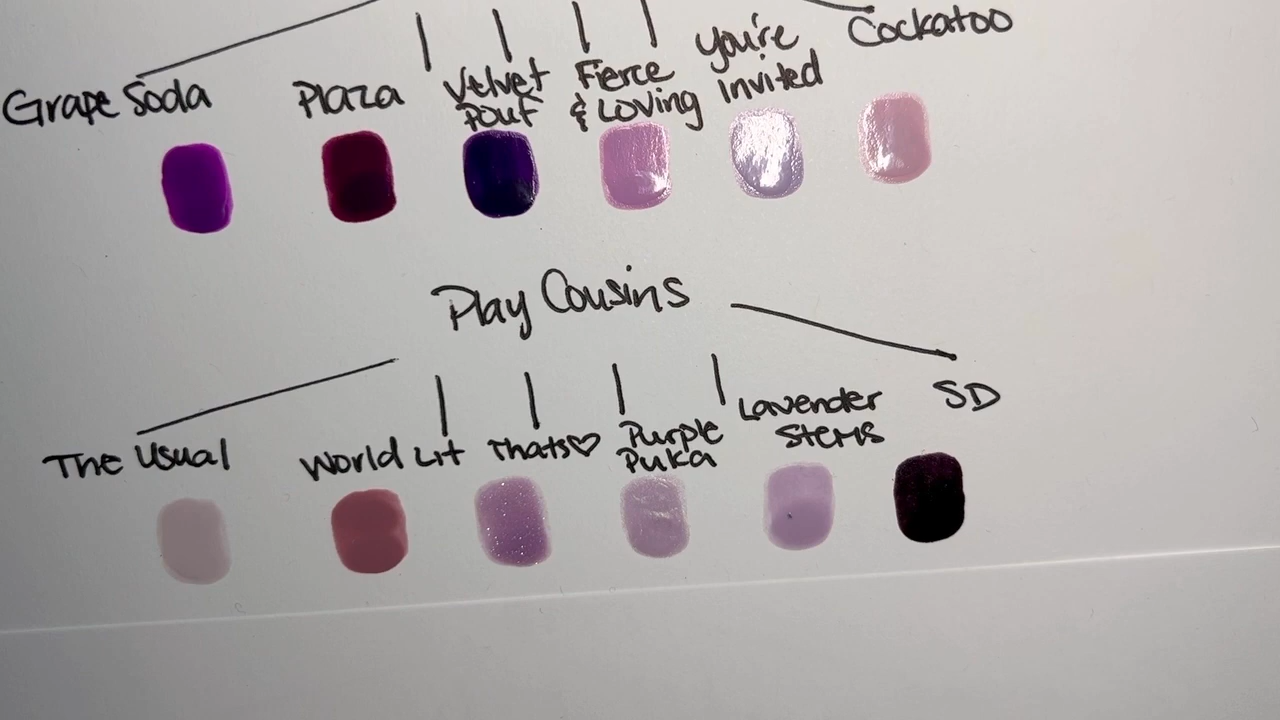 Grape Soda
Plaza
Velvet
Pouf
Fierce
& Loving
You're
Invited
Cockatoo
Play Cousins
The Usual
World Lit
Thats♡
Purple
Puka
Lavender
Stems
SD